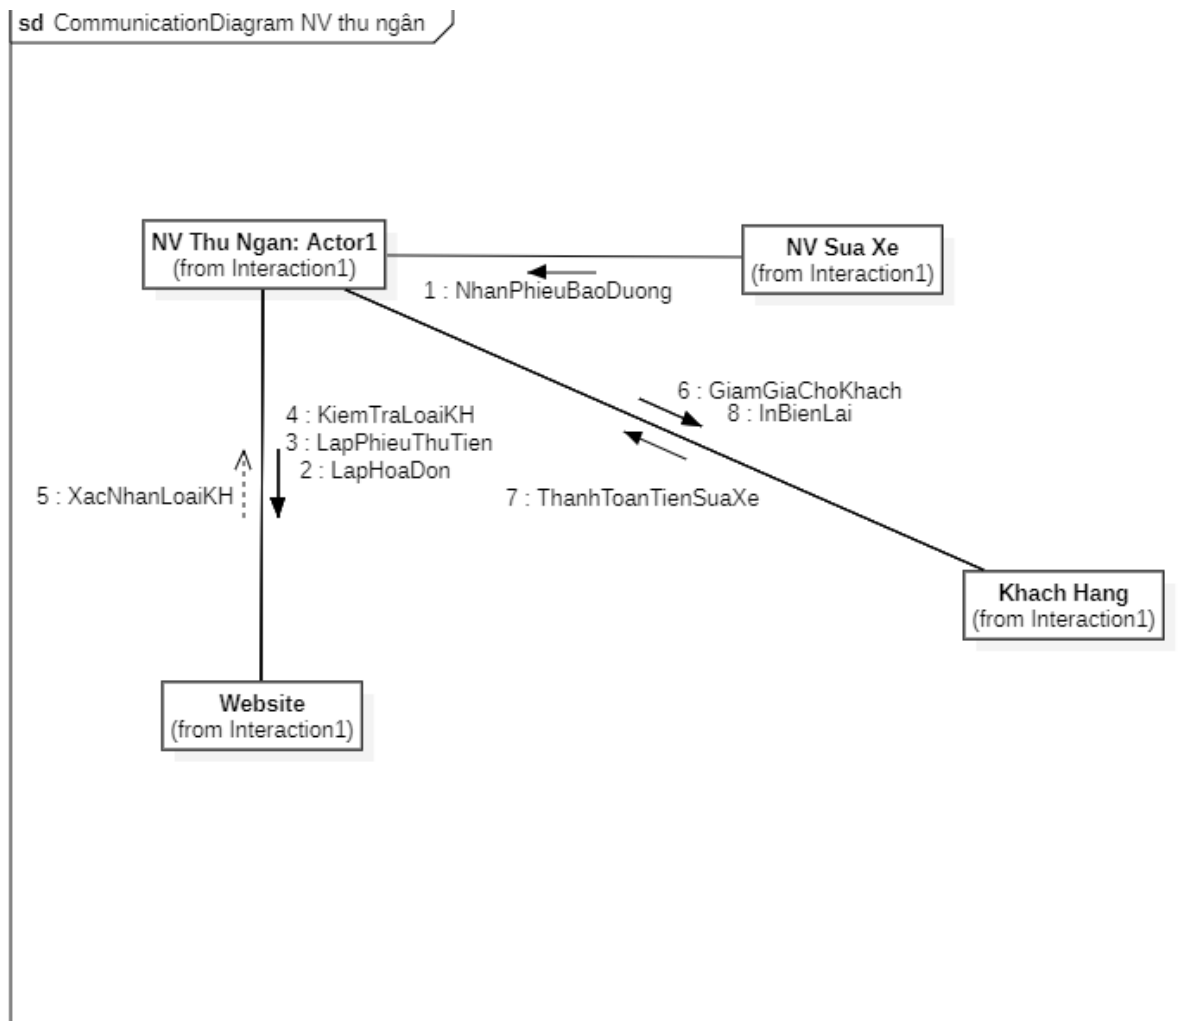 sd CommunicationDiagram NV thu ngân
NV Thu Ngan: Actor1
(from Interaction1)
NV Sua Xe
(from Interaction1)
1 : NhanPhieuBaoDuong
6 : GiamGiaChoKhach
8 : InBienLai
4 : KiemTraLoaiKH
3 : LapPhieuThuTien
2 : LapHoaDon
5 : XacNhanLoaiKH
7 : ThanhToanTienSuaXe
Khach Hang
(from Interaction1)
Website
(from Interaction1)